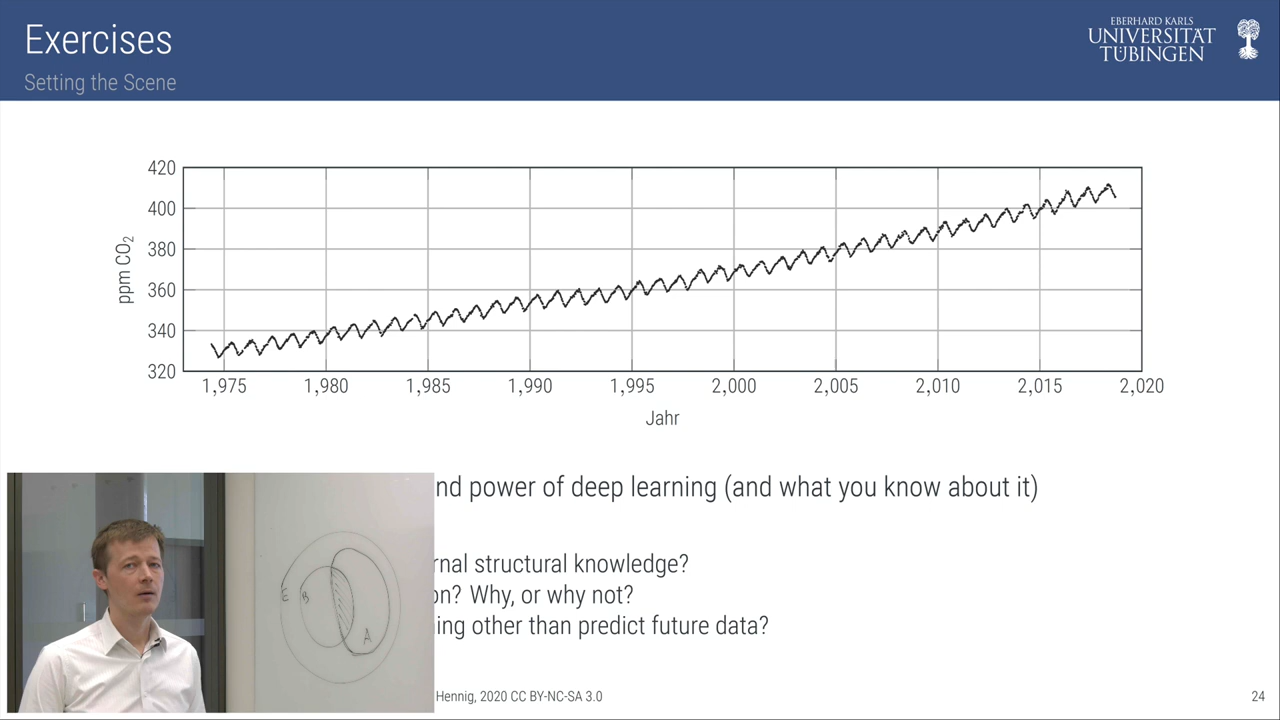 Exercises
Setting the Scene
EBERHARD KARLS
UNIVERSITÄT
TÜBINGEN
420
400
380
360
340
320
ppm CO₂
1,975 1,980 1,985 1,990 1,995 2,000 2,005 2,010 2,015 2,020
Jahr
nd power of deep learning (and what you know about it)
rnal structural knowledge?
on? Why, or why not?
ing other than predict future data?
E B A
Hennig, 2020 CC BY-NC-SA 3.0
24